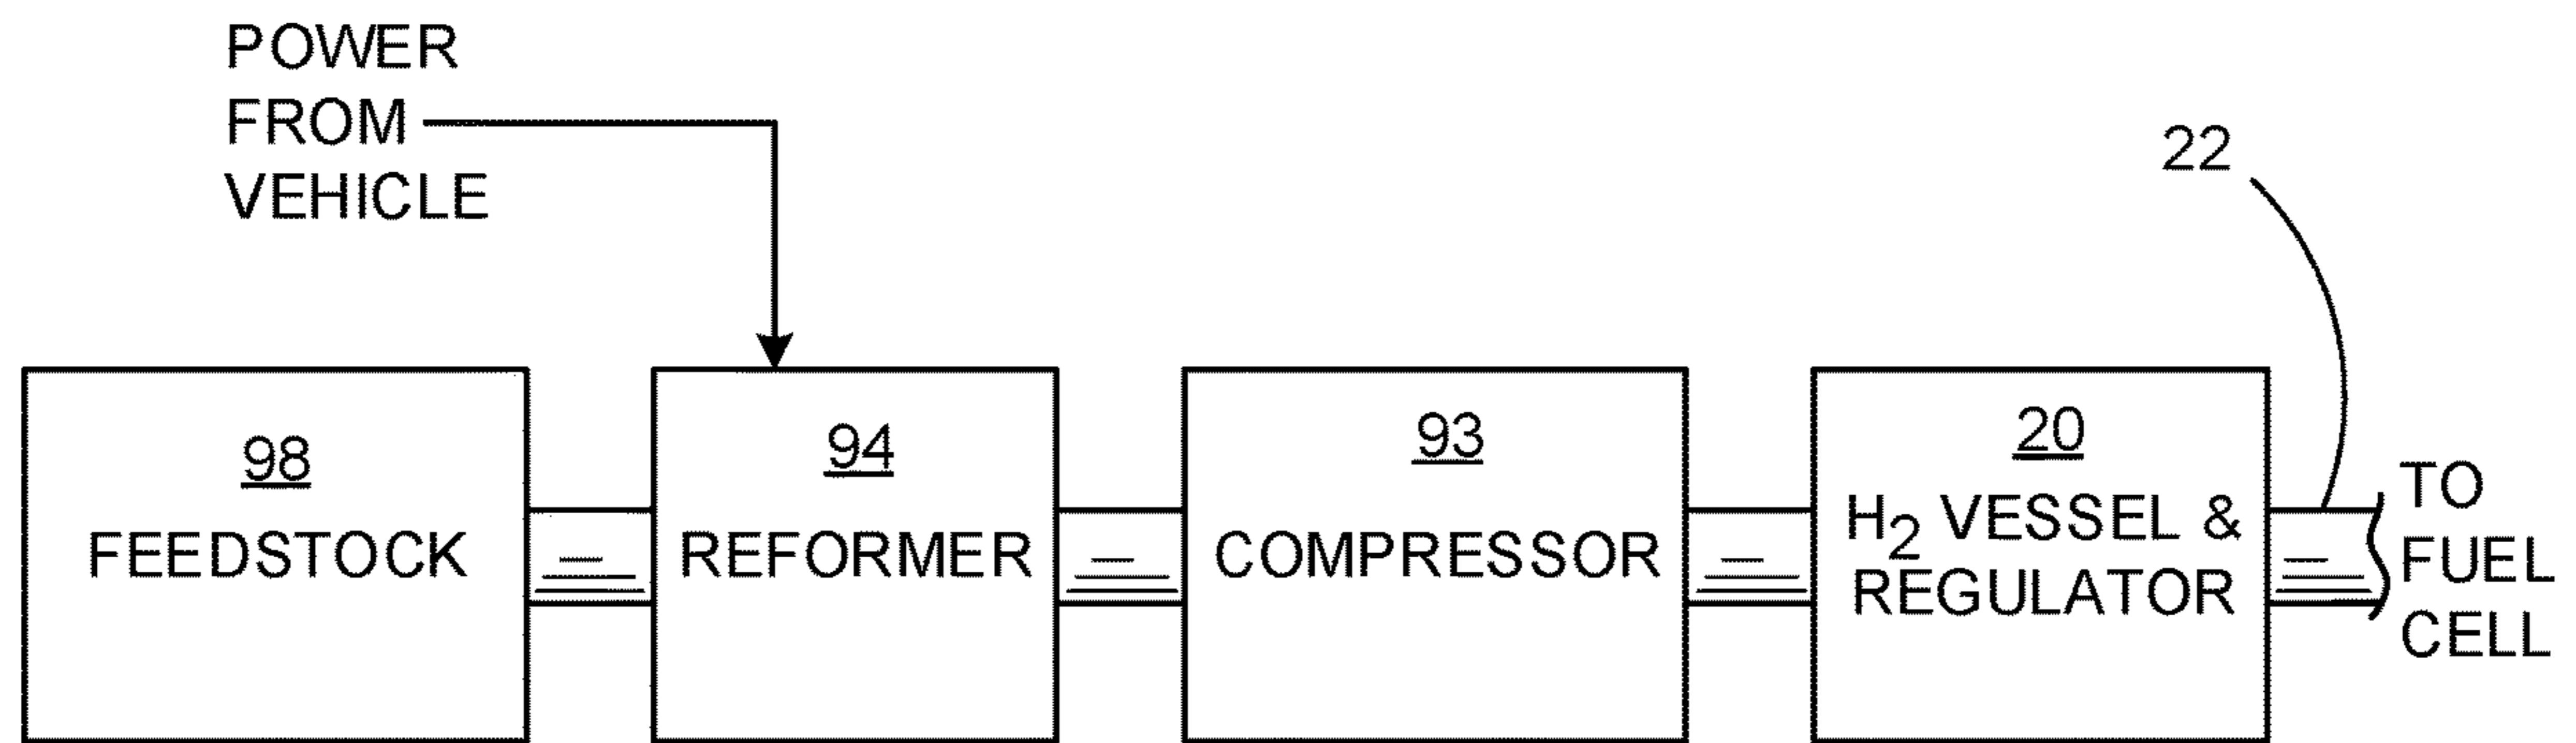 POWER
FROM
VEHICLE
22
98
FEEDSTOCK
94
REFORMER
93
COMPRESSOR
20
H₂ VESSEL &
REGULATOR
TO
FUEL
CELL